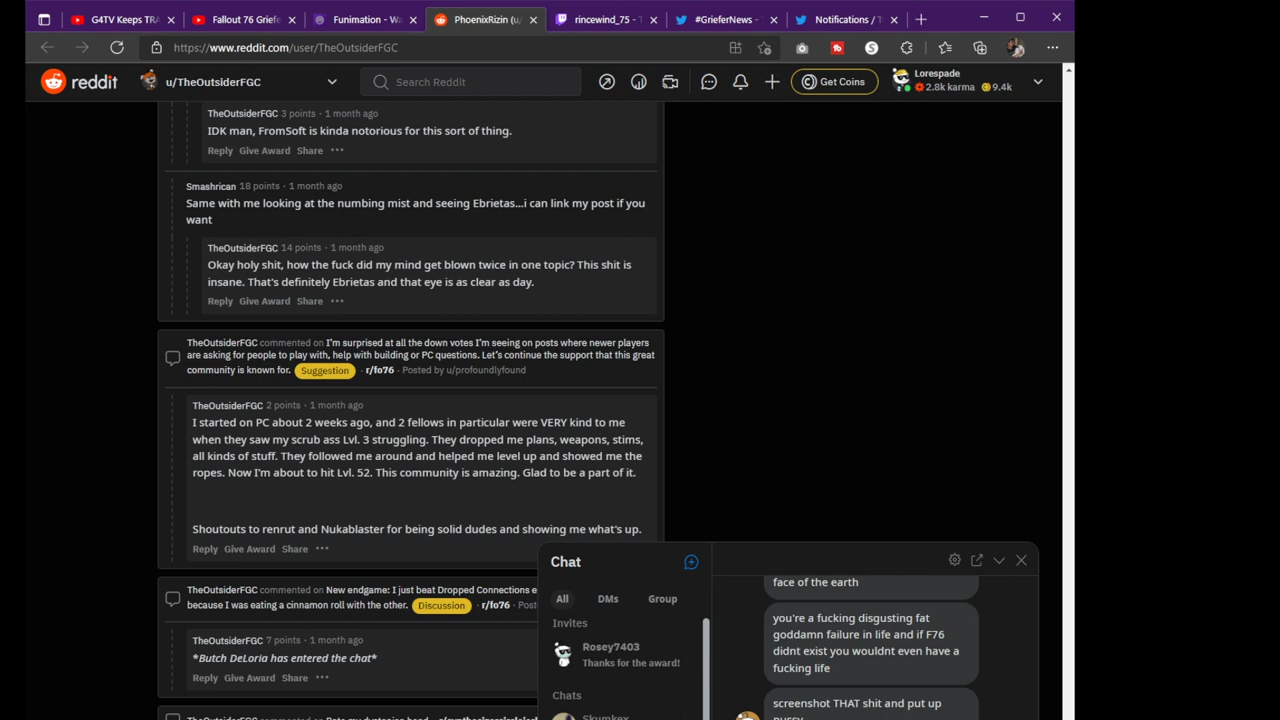 G4TV Keeps TRA
Fallout 76 Griefe
Funimation - Wa
PhoenixRizin (u/
rincewind_75 - T
#GrieferNews -
Notifications / T
https://www.reddit.com/user/TheOutsiderFGC
reddit
u/TheOutsiderFGC
Search Reddit
Get Coins
Lorespade
2.8k karma
9.4k
TheOutsiderFGC 3 points · 1 month ago
IDK man, FromSoft is kinda notorious for this sort of thing.
Reply Give Award Share
Smashrican 18 points · 1 month ago
Same with me looking at the numbing mist and seeing Ebrietas...i can link my post if you
want
TheOutsiderFGC 14 points · 1 month ago
Okay holy shit, how the fuck did my mind get blown twice in one topic? This shit is
insane. That's definitely Ebrietas and that eye is as clear as day.
Reply Give Award Share
TheOutsiderFGC commented on I'm surprised at all the down votes I'm seeing on posts where newer players
are asking for people to play with, help with building or PC questions. Let's continue the support that this great
community is known for. Suggestion · r/fo76 · Posted by u/profoundlyfound
TheOutsiderFGC 2 points · 1 month ago
I started on PC about 2 weeks ago, and 2 fellows in particular were VERY kind to me
when they saw my scrub ass Lvl. 3 struggling. They dropped me plans, weapons, stims,
all kinds of stuff. They followed me around and helped me level up and showed me the
ropes. Now I'm about to hit Lvl. 52. This community is amazing. Glad to be a part of it.
Shoutouts to renrut and Nukablaster for being solid dudes and showing me what's up.
Reply Give Award Share
TheOutsiderFGC commented on New endgame: I just beat Dropped Connections
because I was eating a cinnamon roll with the other. Discussion · r/fo76 · Post
TheOutsiderFGC 7 points · 1 month ago
*Butch DeLoria has entered the chat*
Reply Give Award Share
Chat
All DMs Group
Invites
Rosey7403
Thanks for the award!
Chats
Skumkex
face of the earth
you're a fucking disgusting fat
goddamn failure in life and if F76
didnt exist you wouldnt even have a
fucking life
screenshot THAT shit and put up